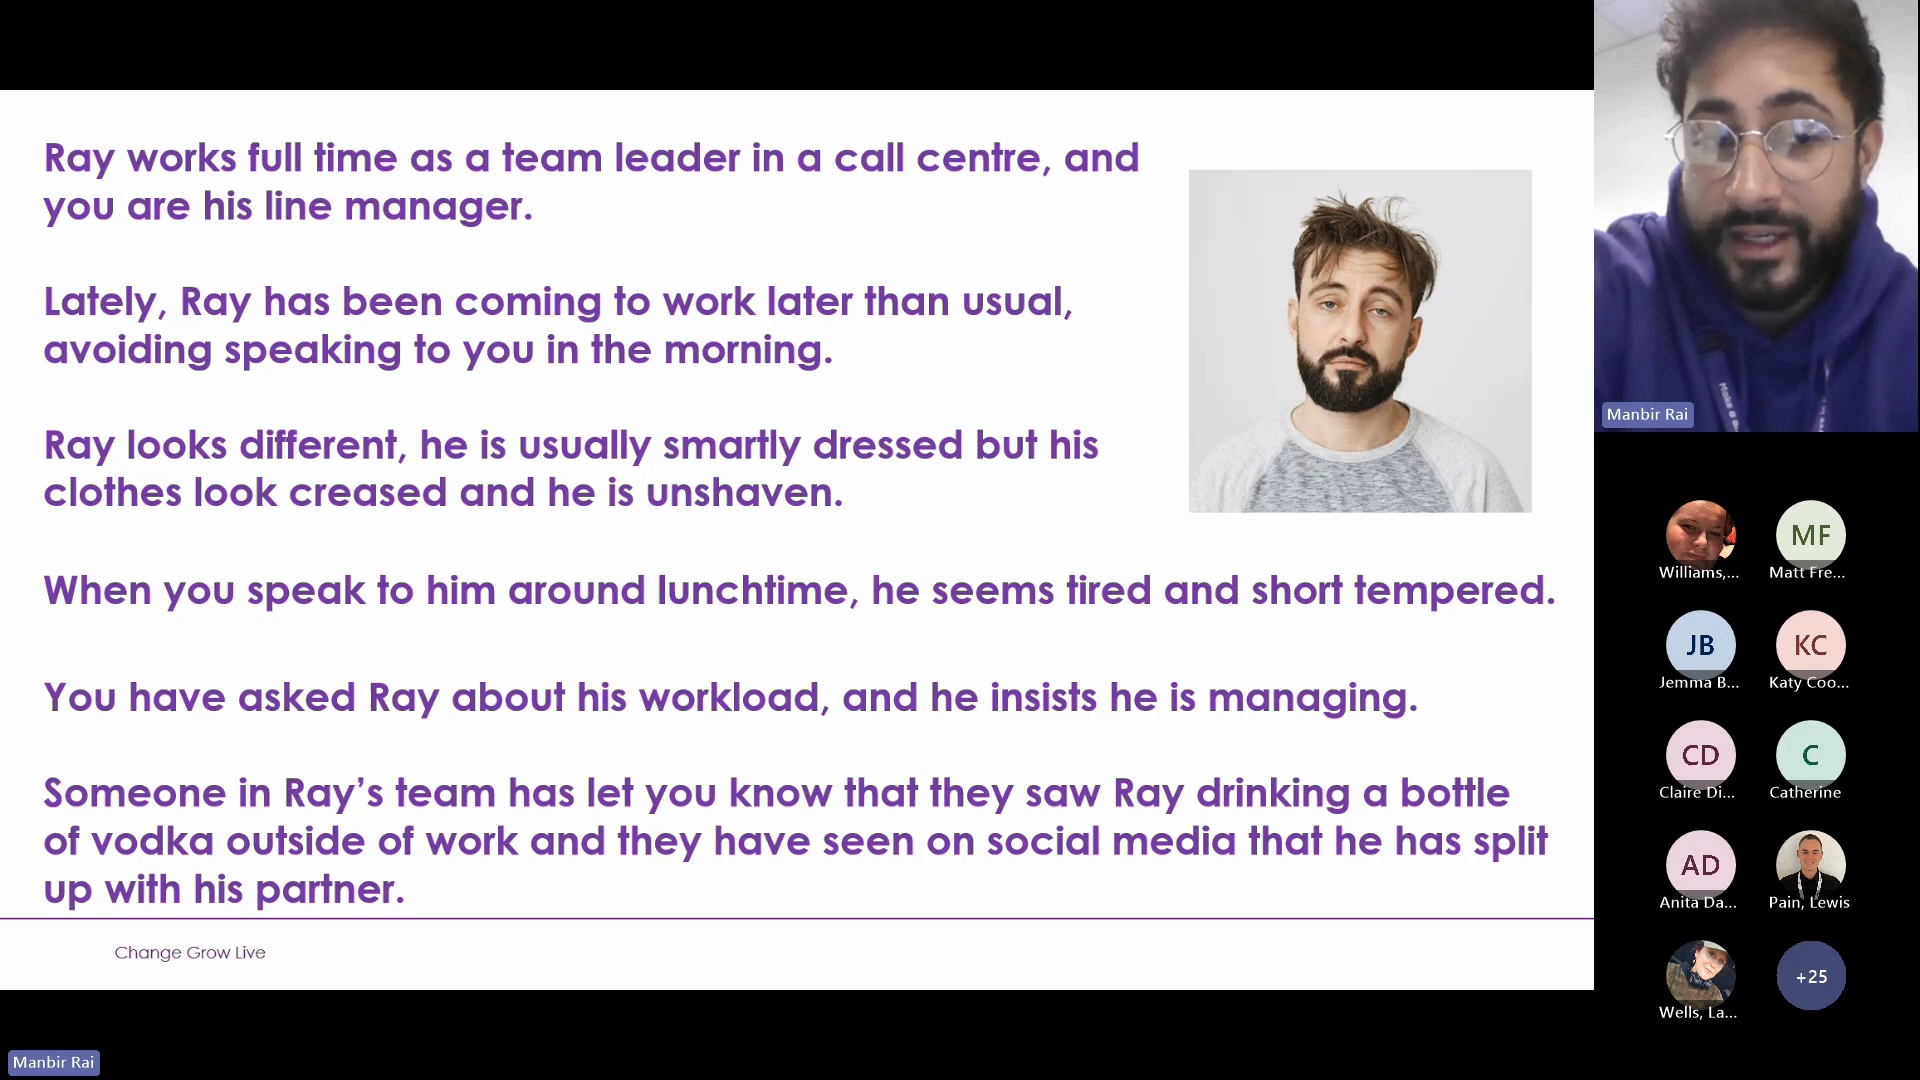 Ray works full time as a team leader in a call centre, and
you are his line manager.
Lately, Ray has been coming to work later than usual,
avoiding speaking to you in the morning.
Ray looks different, he is usually smartly dressed but his
clothes look creased and he is unshaven.
When you speak to him around lunchtime, he seems tired and short tempered.
You have asked Ray about his workload, and he insists he is managing.
Someone in Ray’s team has let you know that they saw Ray drinking a bottle
of vodka outside of work and they have seen on social media that he has split
up with his partner.
Change Grow Live
Manbir Rai
Manbir Rai
Williams,...
MF
Matt Fre...
JB
Jemma B...
KC
Katy Coo...
CD
Claire Di...
C
Catherine
AD
Anita Da...
Pain, Lewis
Wells, La...
+25